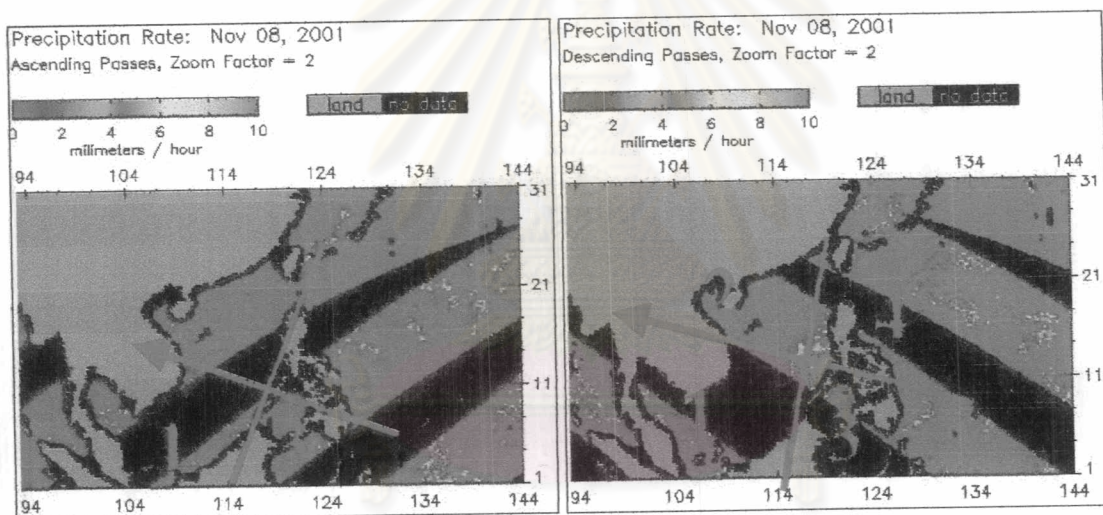 Precipitation Rate: Nov 08, 2001
Ascending Passes, Zoom Factor = 2
land no data
0 2 4 6 8 10
milimeters / hour
94 104 114 124 134 144
31
21
11
1
94 104 114 124 134 144
Precipitation Rate: Nov 08, 2001
Descending Passes, Zoom Factor = 2
land no data
0 2 4 6 8 10
milimeters / hour
94 104 114 124 134 144
31
21
11
1
94 104 114 124 134 144